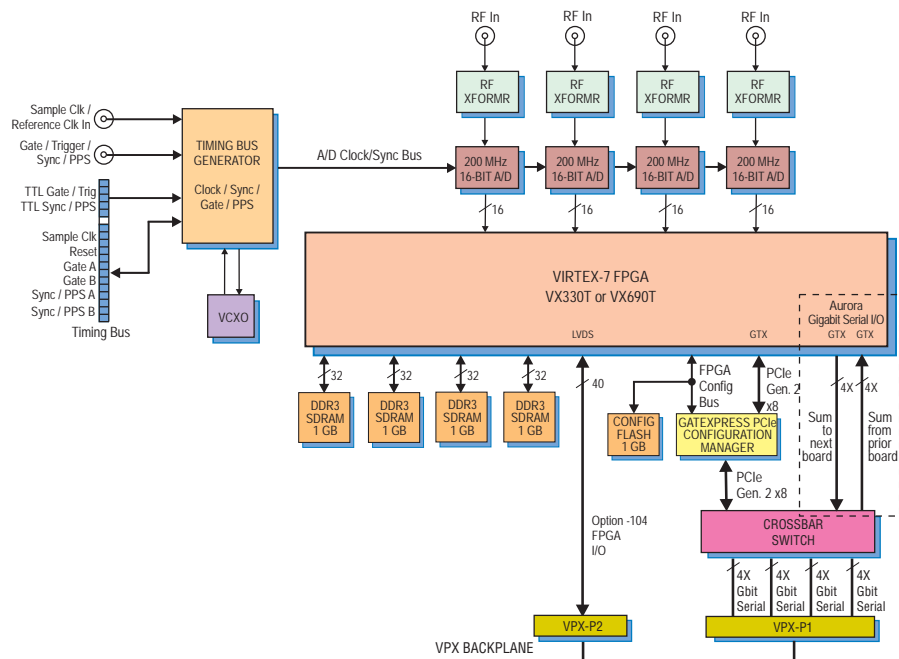 RF In
RF In
RF In
RF In
RF
XFORMR
RF
XFORMR
RF
XFORMR
RF
XFORMR
Sample Clk /
Reference Clk In
Gate / Trigger /
Sync / PPS
TTL Gate / Trig
TTL Sync / PPS
Sample Clk
Reset
Gate A
Gate B
Sync / PPS A
Sync / PPS B
Timing Bus
TIMING BUS
GENERATOR
Clock / Sync /
Gate / PPS
VCXO
A/D Clock/Sync Bus
200 MHz
16-BIT A/D
200 MHz
16-BIT A/D
200 MHz
16-BIT A/D
200 MHz
16-BIT A/D
16
16
16
16
VIRTEX-7 FPGA
VX330T or VX690T
LVDS
GTX
Aurora
Gigabit Serial I/O
GTX GTX
32
32
32
32
40
DDR3
SDRAM
1 GB
DDR3
SDRAM
1 GB
DDR3
SDRAM
1 GB
DDR3
SDRAM
1 GB
FPGA
Config
Bus
PCIe
Gen. 2
x8
4X
4X
CONFIG
FLASH
1 GB
GATEXPRESS PCIe
CONFIGURATION
MANAGER
Sum
to
next
board
Sum
from
prior
board
PCIe
Gen. 2 x8
Option -104
FPGA
I/O
CROSSBAR
SWITCH
4X
Gbit
Serial
4X
Gbit
Serial
4X
Gbit
Serial
4X
Gbit
Serial
VPX-P2
VPX-P1
VPX BACKPLANE